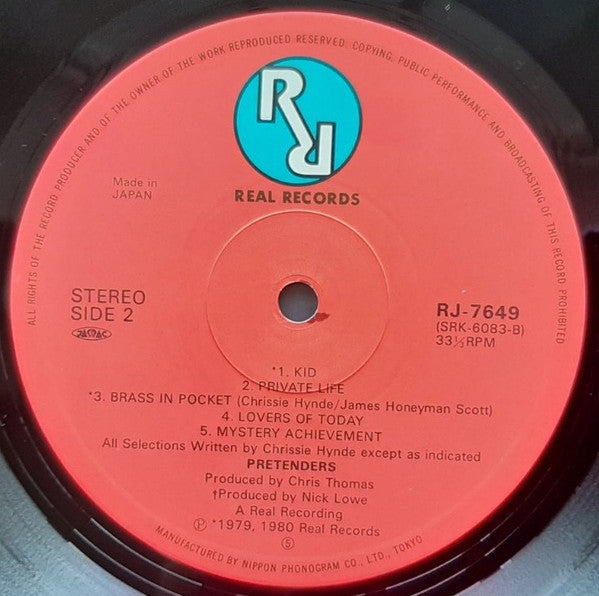 ALL RIGHTS OF THE RECORD PRODUCER AND OF THE OWNER OF THE WORK REPRODUCED RESERVED. COPYING, PUBLIC PERFORMANCE AND BROADCASTING OF THIS RECORD PROHIBITED
RR
REAL RECORDS
Made in
JAPAN
STEREO
SIDE 2
JASRAC
RJ-7649
(SRK-6083-B)
33⅓RPM
*1. KID
2. PRIVATE LIFE
*3. BRASS IN POCKET (Chrissie Hynde/James Honeyman Scott)
4. LOVERS OF TODAY
5. MYSTERY ACHIEVEMENT
All Selections Written by Chrissie Hynde except as indicated
PRETENDERS
Produced by Chris Thomas
†Produced by Nick Lowe
A Real Recording
Ⓟ *1979, 1980 Real Records
⑤
MANUFACTURED BY NIPPON PHONOGRAM CO., LTD., TOKYO